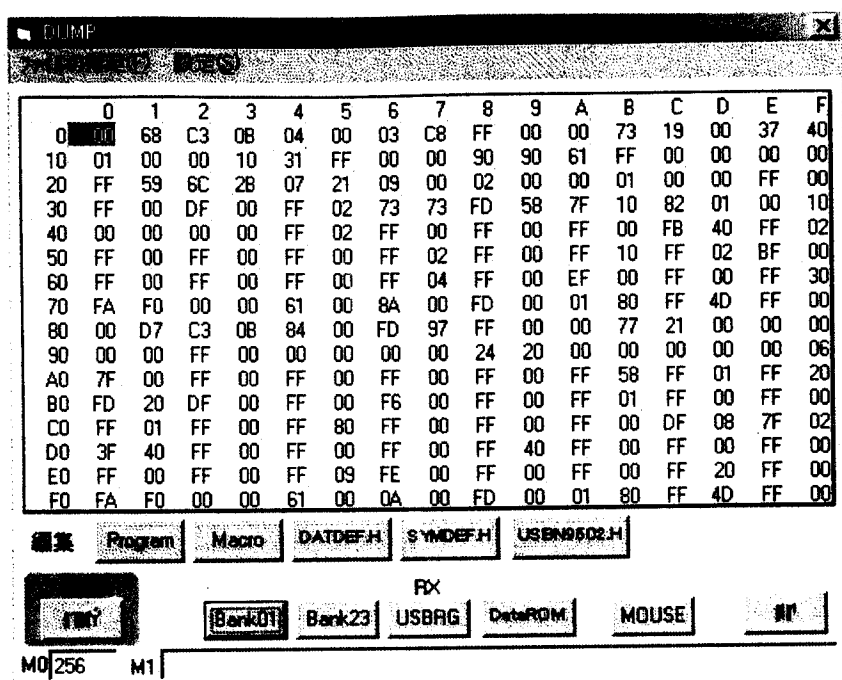 DUMP
0 1 2 3 4 5 6 7 8 9 A B C D E F
0 00 68 C3 0B 04 00 03 C8 FF 00 00 73 19 00 37 40
10 01 00 00 10 31 FF 00 00 90 90 61 FF 00 00 00 00
20 FF 59 6C 2B 07 21 09 00 02 00 00 01 00 00 FF 00
30 FF 00 DF 00 FF 02 73 73 FD 58 7F 10 82 01 00 10
40 00 00 00 00 FF 02 FF 00 FF 00 FF 00 FB 40 FF 02
50 FF 00 FF 00 FF 00 FF 02 FF 00 FF 10 FF 02 BF 00
60 FF 00 FF 00 FF 00 FF 04 FF 00 EF 00 FF 00 FF 30
70 FA F0 00 00 61 00 8A 00 FD 00 01 80 FF 4D FF 00
80 00 D7 C3 0B 84 00 FD 97 FF 00 00 77 21 00 00 00
90 00 00 FF 00 00 00 00 00 24 20 00 00 00 00 00 06
A0 7F 00 FF 00 FF 00 FF 00 FF 00 FF 58 FF 01 FF 20
B0 FD 20 DF 00 FF 00 F6 00 FF 00 FF 01 FF 00 FF 00
C0 FF 01 FF 00 FF 80 FF 00 FF 00 FF 00 DF 08 7F 02
D0 3F 40 FF 00 FF 00 FF 00 FF 40 FF 00 FF 00 FF 00
E0 FF 00 FF 00 FF 09 FE 00 FF 00 FF 00 FF 20 FF 00
F0 FA F0 00 00 61 00 0A 00 FD 00 01 80 FF 4D FF 00
編集 Program Macro DATDEF.H SYMDEF.H USBN9602.H
RX
Bank01 Bank23 USBRG DataROM MOUSE
M0 256 M1